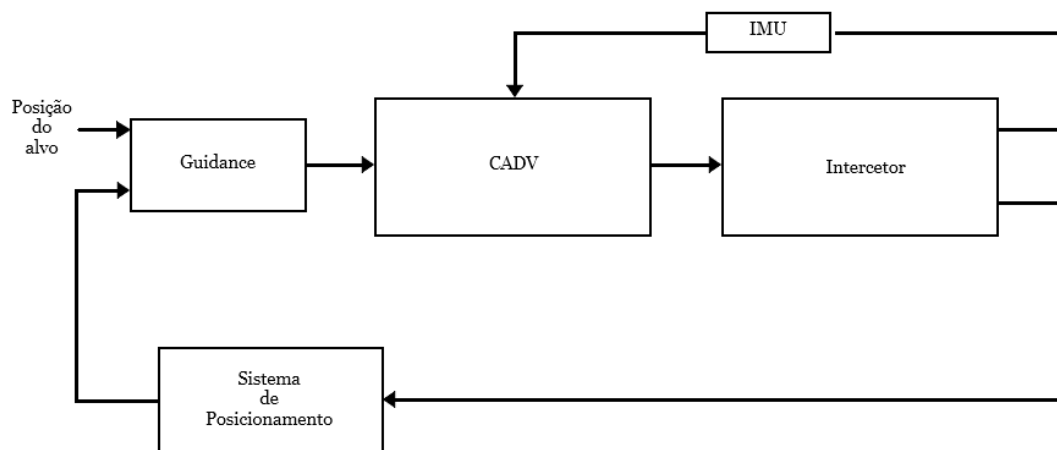 IMU
Posição
do
alvo
Guidance
CADV
Intercetor
Sistema
de
Posicionamento